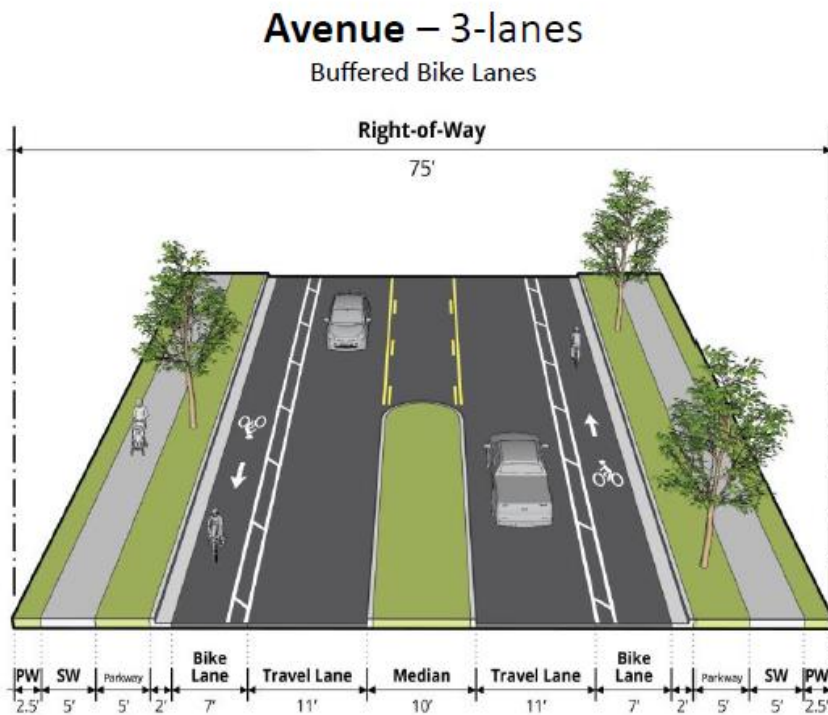 Avenue – 3-lanes
Buffered Bike Lanes
Right-of-Way
75'
PW SW Parkway Bike Lane Travel Lane Median Travel Lane Bike Lane Parkway SW PW
2.5' 5' 5' 2' 7' 11' 10' 11' 7' 2' 5' 5' 2.5'